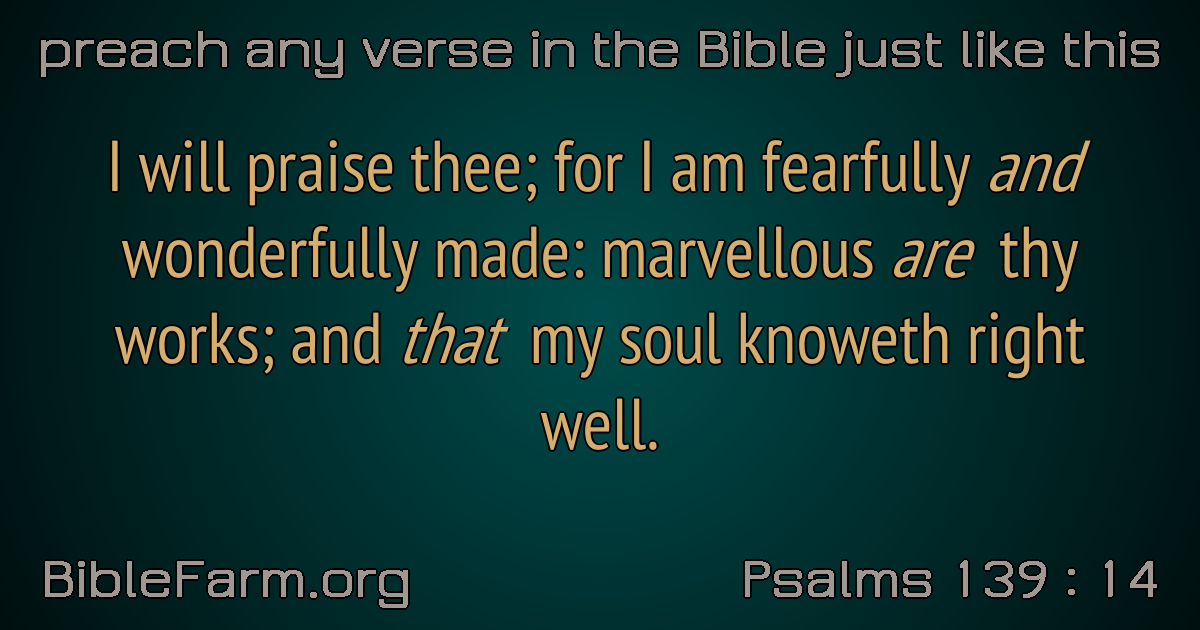 preach any verse in the Bible just like this
I will praise thee; for I am fearfully and
wonderfully made: marvellous are thy
works; and that my soul knoweth right
well.
BibleFarm.org
Psalms 139 : 14